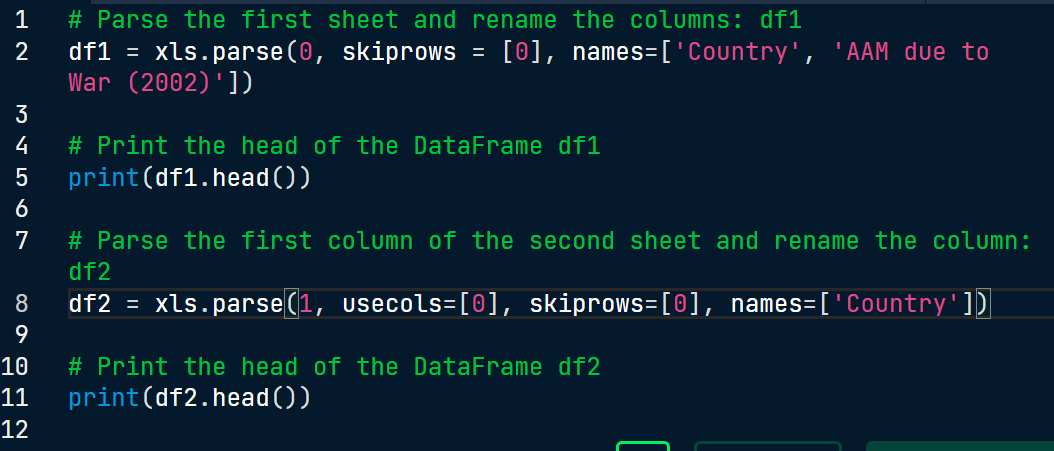 1 # Parse the first sheet and rename the columns: df1
2 df1 = xls.parse(0, skiprows = [0], names=['Country', 'AAM due to
War (2002)'])
3
4 # Print the head of the DataFrame df1
5 print(df1.head())
6
7 # Parse the first column of the second sheet and rename the column:
df2
8 df2 = xls.parse(1, usecols=[0], skiprows=[0], names=['Country'])
9
10 # Print the head of the DataFrame df2
11 print(df2.head())
12